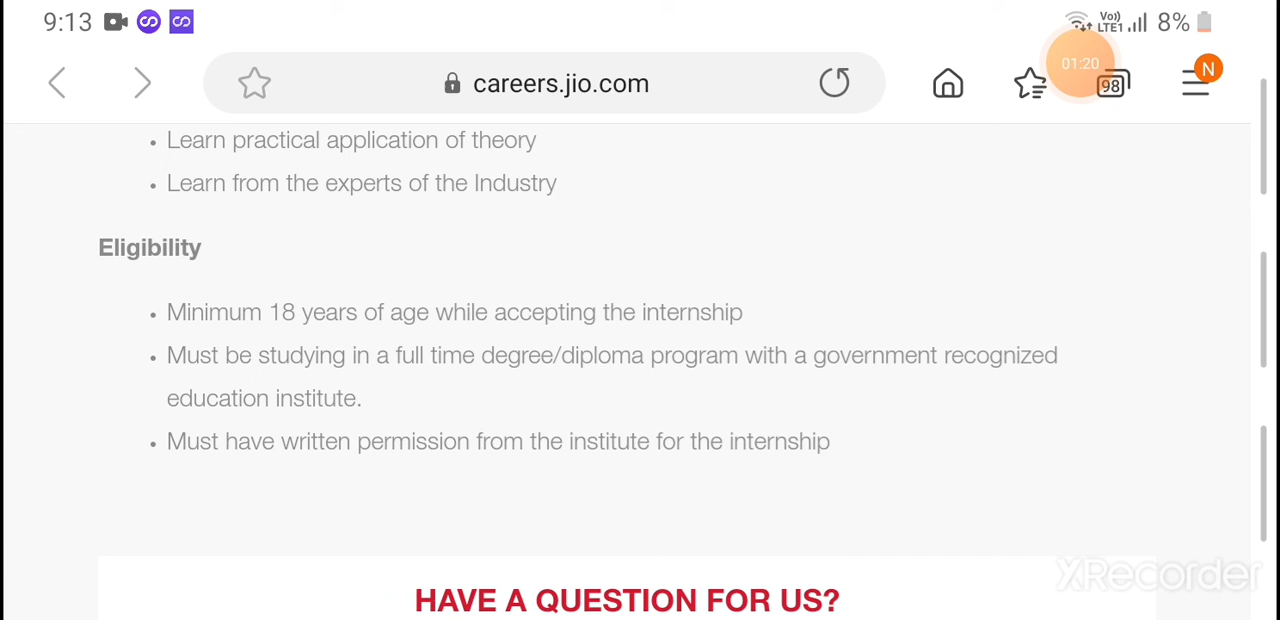 9:13
Vo)) LTE1 8%
careers.jio.com
01:20
98
N
• Learn practical application of theory
• Learn from the experts of the Industry
Eligibility
• Minimum 18 years of age while accepting the internship
• Must be studying in a full time degree/diploma program with a government recognized
education institute.
• Must have written permission from the institute for the internship
XRecorder
HAVE A QUESTION FOR US?